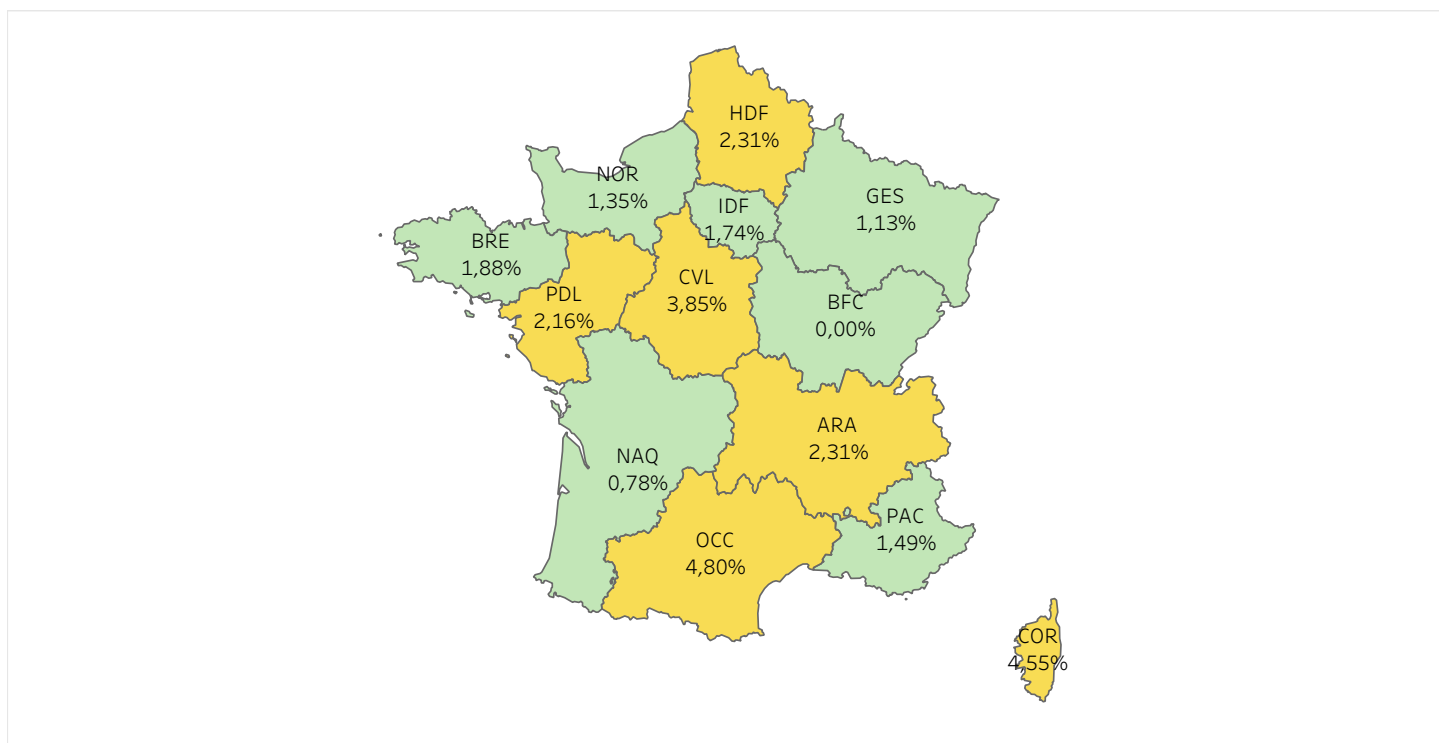 HDF
2,31%
NOR
1,35%
IDF
1,74%
GES
1,13%
BRE
1,88%
PDL
2,16%
CVL
3,85%
BFC
0,00%
ARA
2,31%
NAQ
0,78%
PAC
1,49%
OCC
4,80%
COR
4,55%